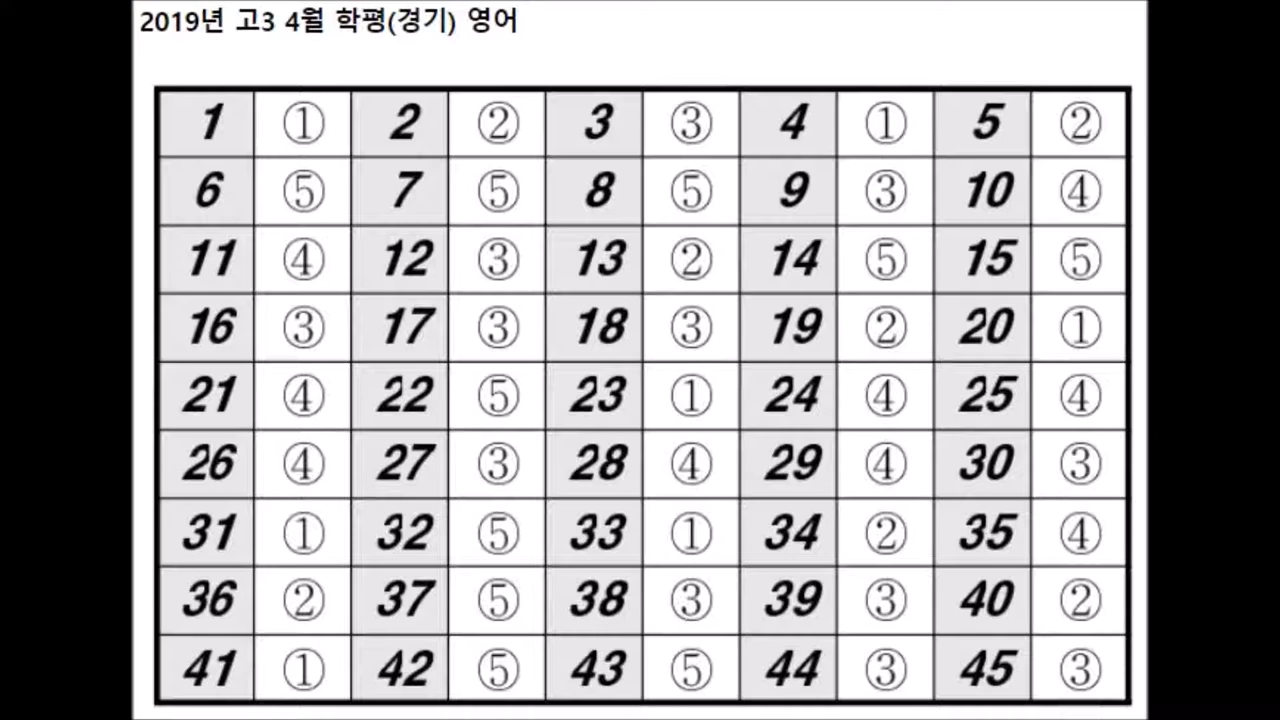 2019년 고3 4월 학평(경기) 영어
1 ① 2 ② 3 ③ 4 ① 5 ②
6 ⑤ 7 ⑤ 8 ⑤ 9 ③ 10 ④
11 ④ 12 ③ 13 ② 14 ⑤ 15 ⑤
16 ③ 17 ③ 18 ③ 19 ② 20 ①
21 ④ 22 ⑤ 23 ① 24 ④ 25 ④
26 ④ 27 ③ 28 ④ 29 ④ 30 ③
31 ① 32 ⑤ 33 ① 34 ② 35 ④
36 ② 37 ⑤ 38 ③ 39 ③ 40 ②
41 ① 42 ⑤ 43 ⑤ 44 ③ 45 ③